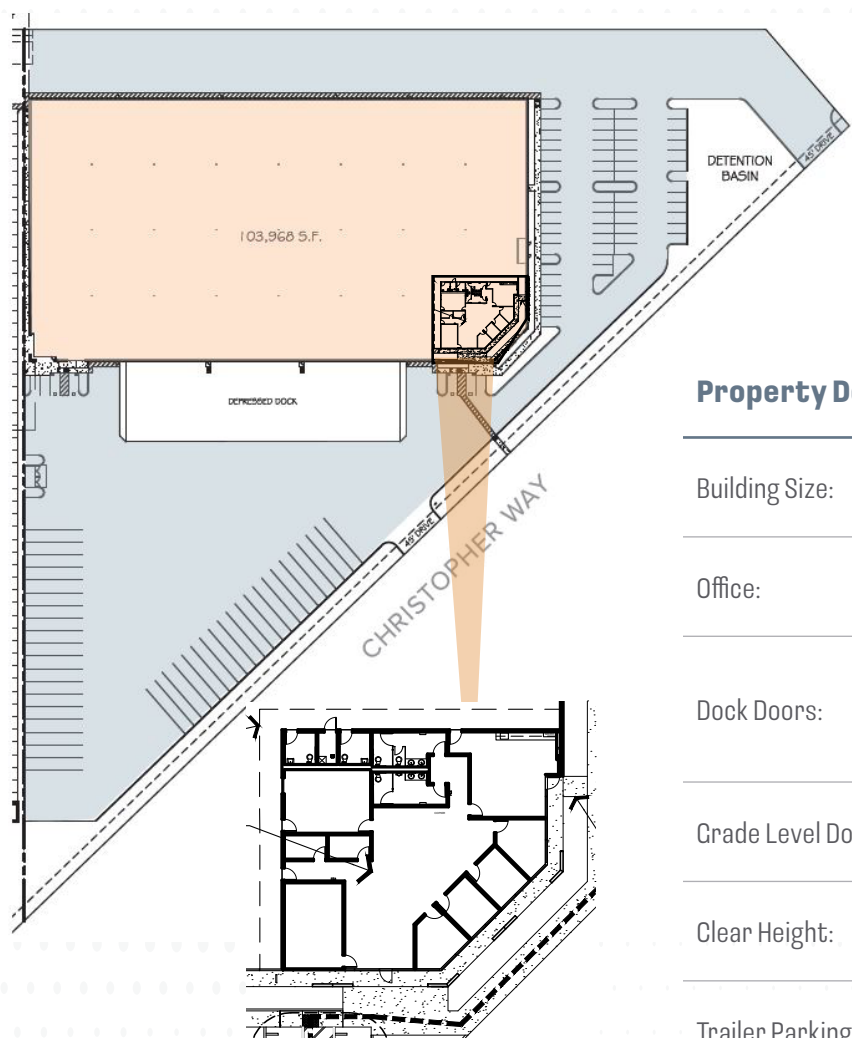 45' DRIVE
DETENTION
BASIN
103,968 S.F.
DEPRESSED DOCK
45' DRIVE
CHRISTOPHER WAY
Property D
Building Size:
Office:
Dock Doors:
Grade Level Do
Clear Height:
Trailer Parking